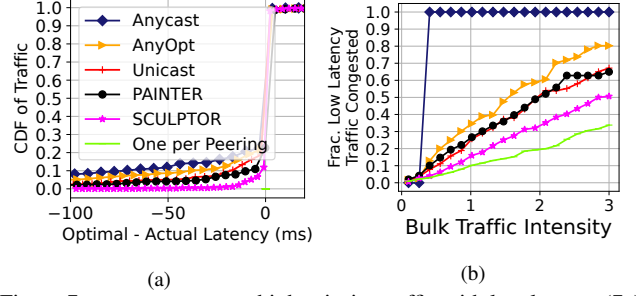 CDF of Traffic
1.0
0.9
0.8
0.7
0.6
0.5
0.4
0.3
0.2
0.1
0.0
Anycast
AnyOpt
Unicast
PAINTER
SCULPTOR
One per Peering
−100
−50
0
Optimal - Actual Latency (ms)
(a)
Frac. Low Latency
Traffic Congested
1.0
0.9
0.8
0.7
0.6
0.5
0.4
0.3
0.2
0.1
0.0
0
1
2
3
Bulk Traffic Intensity
(b)